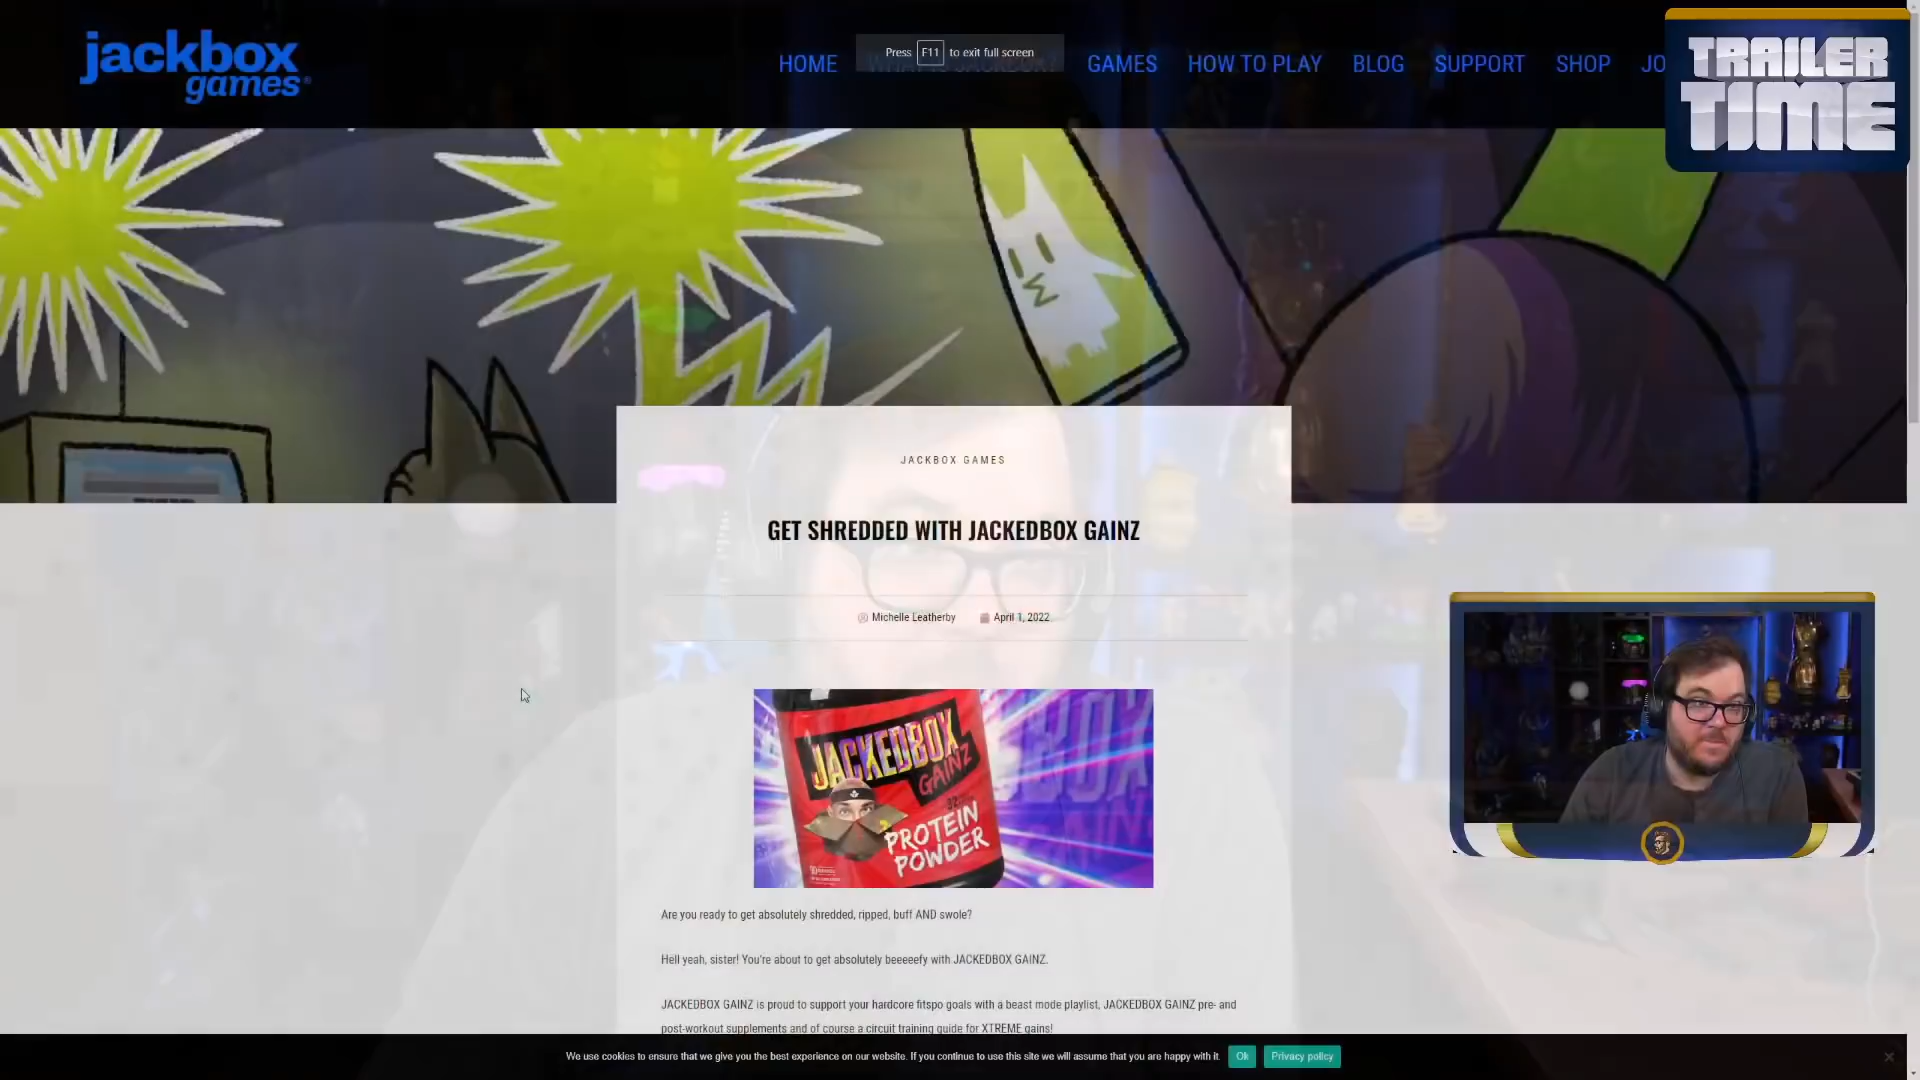 jackbox
games
HOME
Press F11 to exit full screen
GAMES
HOW TO PLAY
BLOG
SUPPORT
SHOP
JO
TRAILER
TIME
JACKBOX GAMES
GET SHREDDED WITH JACKEDBOX GAINZ
Michelle Leatherby
April 1, 2022
JACKEDBOX
GAINZ
PROTEIN
POWDER
Are you ready to get absolutely shredded, ripped, buff AND swole?
Hell yeah, sister! You're about to get absolutely beeeeefy with JACKEDBOX GAINZ.
JACKEDBOX GAINZ is proud to support your hardcore fitspo goals with a beast mode playlist, JACKEDBOX GAINZ pre- and
post-workout supplements and of course a circuit training guide for XTREME gains!
We use cookies to ensure that we give you the best experience on our website. If you continue to use this site we will assume that you are happy with it.
Ok
Privacy policy